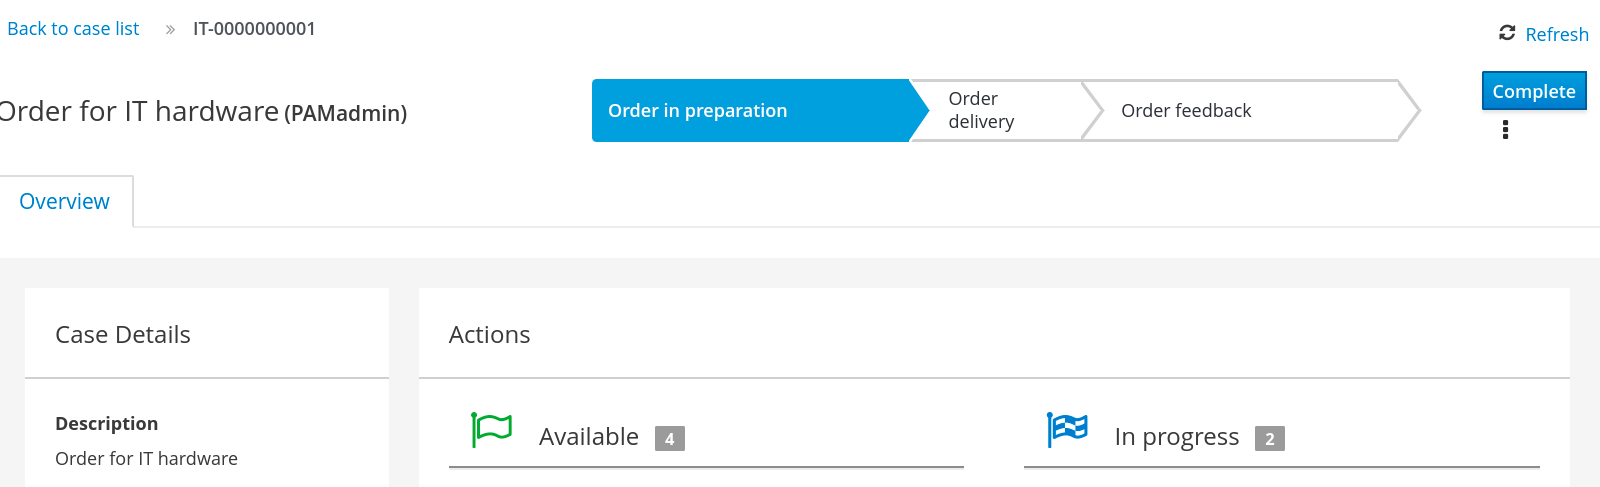 Back to case list » IT-0000000001
Refresh
Order for IT hardware (PAMadmin)
Order in preparation
Order
delivery
Order feedback
Complete
Overview
Case Details
Description
Order for IT hardware
Actions
Available 4
In progress 2